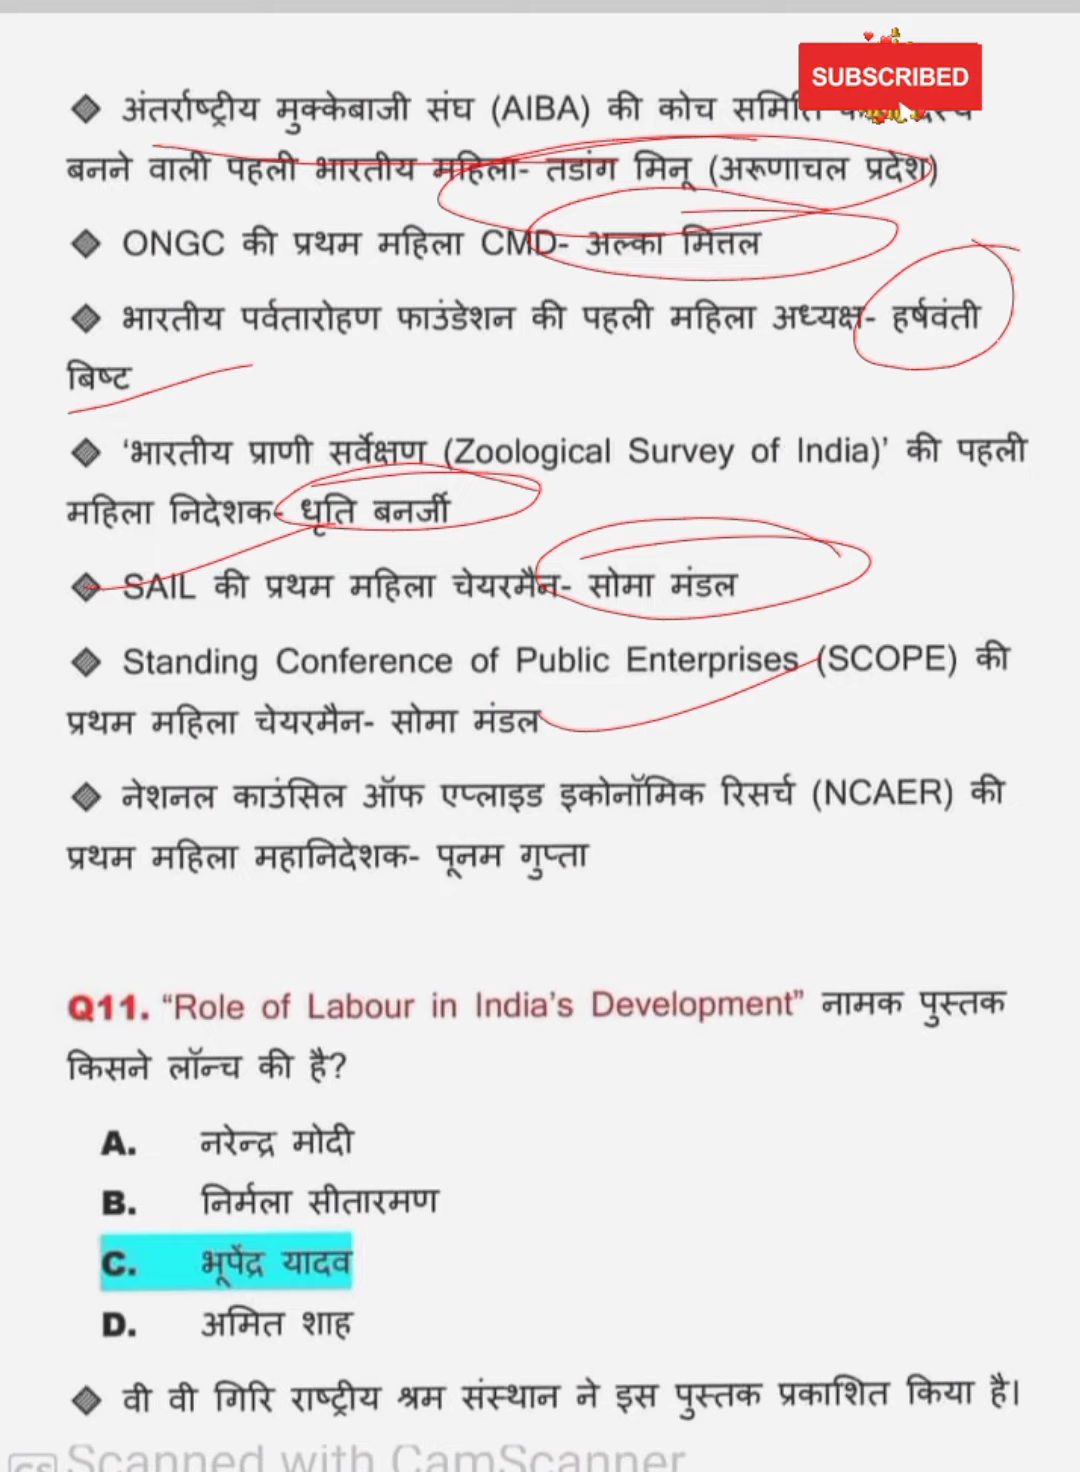 SUBSCRIBED
◈ अंतर्राष्ट्रीय मुक्केबाजी संघ (AIBA) की कोच समिति
बनने वाली पहली भारतीय महिला- तडांग मिनू (अरूणाचल प्रदेश)
◈ ONGC की प्रथम महिला CMD- अल्का मित्तल
◈ भारतीय पर्वतारोहण फाउंडेशन की पहली महिला अध्यक्ष- हर्षवंती
बिष्ट
◈ ‘भारतीय प्राणी सर्वेक्षण (Zoological Survey of India)’ की पहली
महिला निदेशक- धृति बनर्जी
◈ SAIL की प्रथम महिला चेयरमैन- सोमा मंडल
◈ Standing Conference of Public Enterprises (SCOPE) की
प्रथम महिला चेयरमैन- सोमा मंडल
◈ नेशनल काउंसिल ऑफ एप्लाइड इकोनॉमिक रिसर्च (NCAER) की
प्रथम महिला महानिदेशक- पूनम गुप्ता
Q11. “Role of Labour in India’s Development” नामक पुस्तक
किसने लॉन्च की है?
A. नरेन्द्र मोदी
B. निर्मला सीतारमण
C. भूपेंद्र यादव
D. अमित शाह
◈ वी वी गिरि राष्ट्रीय श्रम संस्थान ने इस पुस्तक प्रकाशित किया है।
CS Scanned with CamScanner